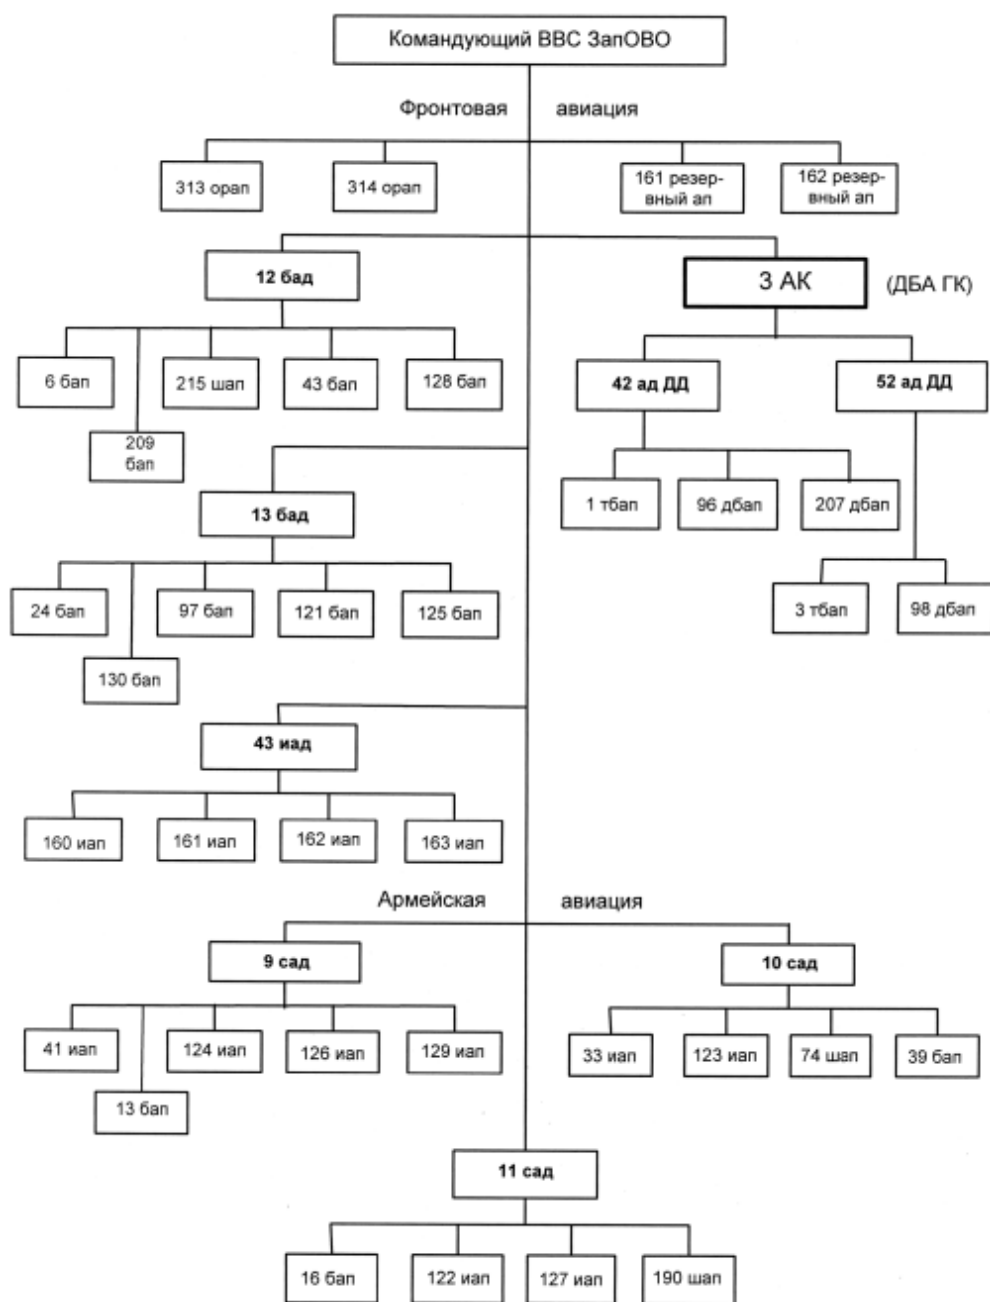 Командующий ВВС ЗапОВО
Фронтовая авиация
313 орап
314 орап
161 резер-
вный ап
162 резер-
вный ап
12 бад
3 АК
(ДБА ГК)
6 бап
215 шап
43 бап
128 бап
209
бап
42 ад ДД
52 ад ДД
13 бад
1 тбап
96 дбап
207 дбап
24 бап
97 бап
121 бап
125 бап
130 бап
3 тбап
98 дбап
43 иад
160 иап
161 иап
162 иап
163 иап
Армейская авиация
9 сад
10 сад
41 иап
124 иап
126 иап
129 иап
13 бап
33 иап
123 иап
74 шап
39 бап
11 сад
16 бап
122 иап
127 иап
190 шап